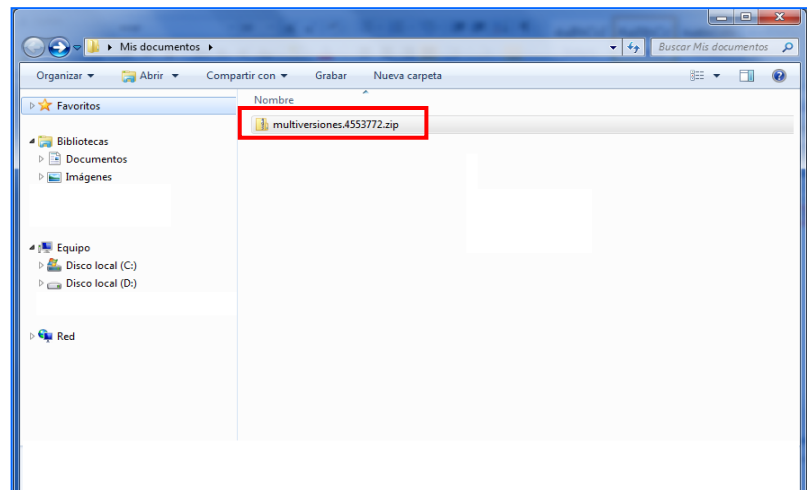 Mis documentos
Buscar Mis documentos
Organizar Abrir Compartir con Grabar Nueva carpeta
Favoritos
Bibliotecas
Documentos
Imágenes
Equipo
Disco local (C:)
Disco local (D:)
Red
Nombre
multiversiones.4553772.zip